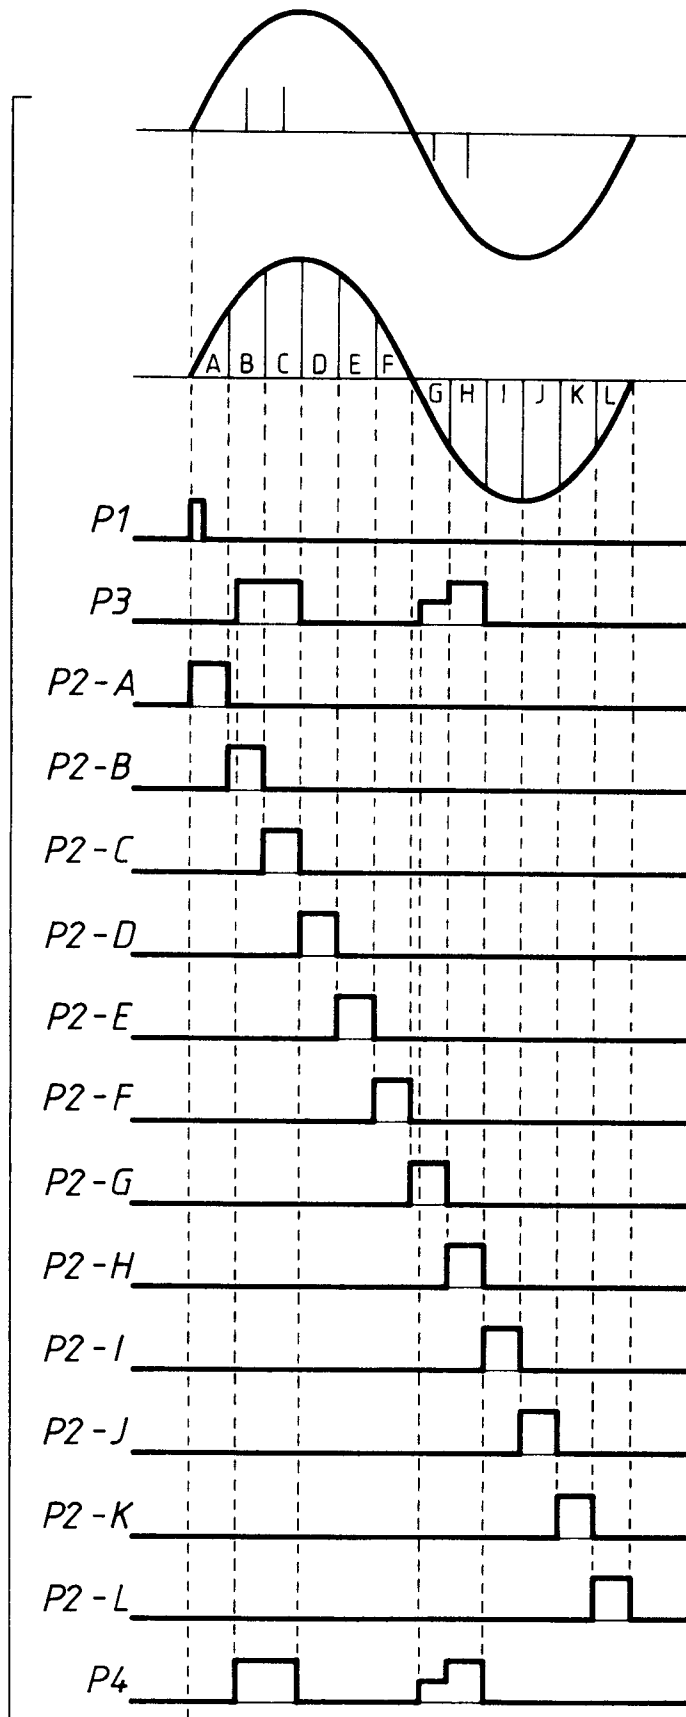 A B C D E F
G H I J K L
P1
P3
P2-A
P2-B
P2-C
P2-D
P2-E
P2-F
P2-G
P2-H
P2-I
P2-J
P2-K
P2-L
P4